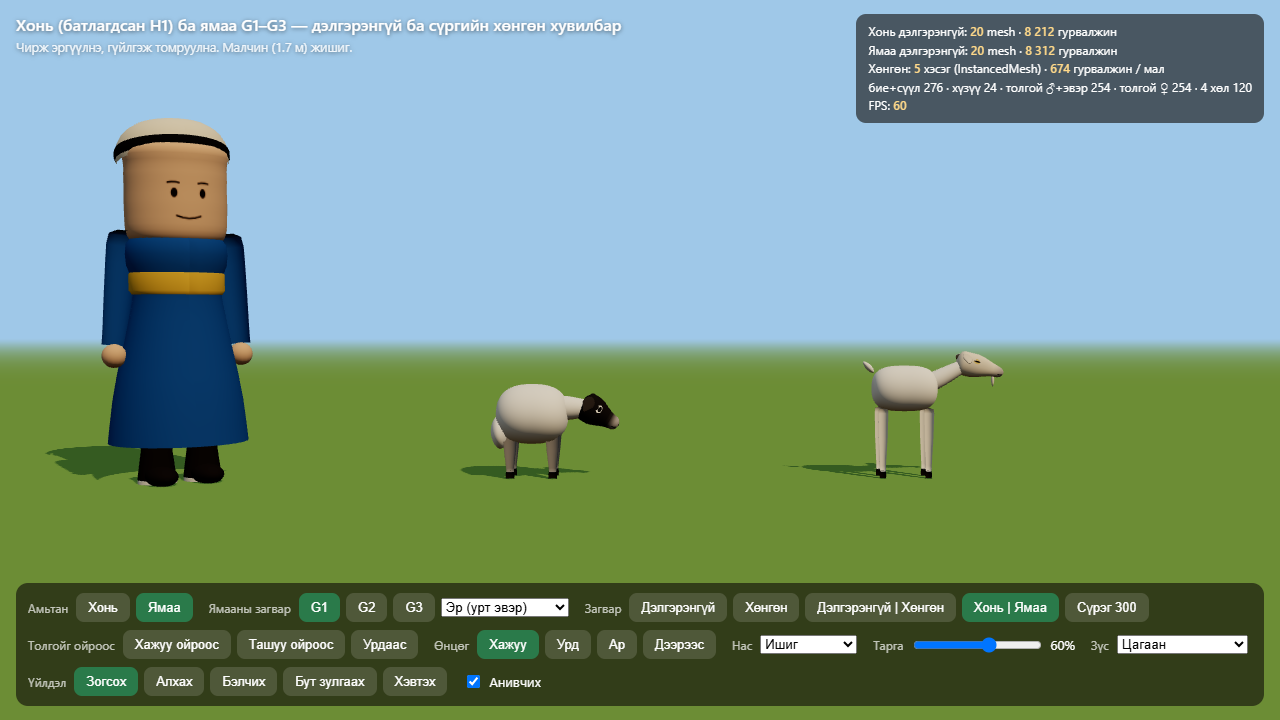 Хонь (батлагдсан H1) ба ямаа G1–G3 — дэлгэрэнгүй ба сүргийн хөнгөн хувилбар
Чирж эргүүлнэ, гүйлгэж томруулна. Малчин (1.7 м) жишиг.
Хонь дэлгэрэнгүй: 20 mesh · 8 212 гурвалжин
Ямаа дэлгэрэнгүй: 20 mesh · 8 312 гурвалжин
Хөнгөн: 5 хэсэг (InstancedMesh) · 674 гурвалжин / мал
бие+сүүл 276 · хүзүү 24 · толгой ♂+эвэр 254 · толгой ♀ 254 · 4 хөл 120
FPS: 60
Амьтан Хонь Ямаа Ямааны загвар G1 G2 G3 Эр (урт эвэр) Загвар Дэлгэрэнгүй Хөнгөн Дэлгэрэнгүй | Хөнгөн Хонь | Ямаа Сүрэг 300
Толгойг ойроос Хажуу ойроос Ташуу ойроос Урдаас Өнцөг Хажуу Урд Ар Дээрээс Нас Ишиг Тарга 60% Зүс Цагаан
Үйлдэл Зогсох Алхах Бэлчих Бут зулгаах Хэвтэх Анивчих